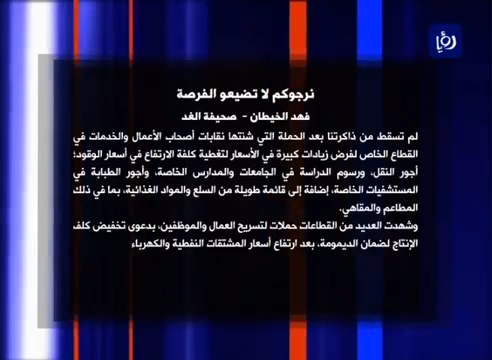 رؤيا
نرجوكم لا تضيعو الفرصة
فهد الخيطان - صحيفة الغد
لم تسقط من ذاكرتنا بعد الحملة التي شنتها نقابات أصحاب الأعمال والخدمات في
القطاع الخاص لفرض زيادات كبيرة في الأسعار لتغطية كلفة الارتفاع في أسعار الوقود؛
أجور النقل، ورسوم الدراسة في الجامعات والمدارس الخاصة، وأجور الطبابة في
المستشفيات الخاصة، إضافة إلى قائمة طويلة من السلع والمواد الغذائية، بما في ذلك
المطاعم والمقاهي.
وشهدت العديد من القطاعات حملات لتسريح العمال والموظفين، بدعوى تخفيض كلف
الإنتاج لضمان الديمومة، بعد ارتفاع أسعار المشتقات النفطية والكهرباء